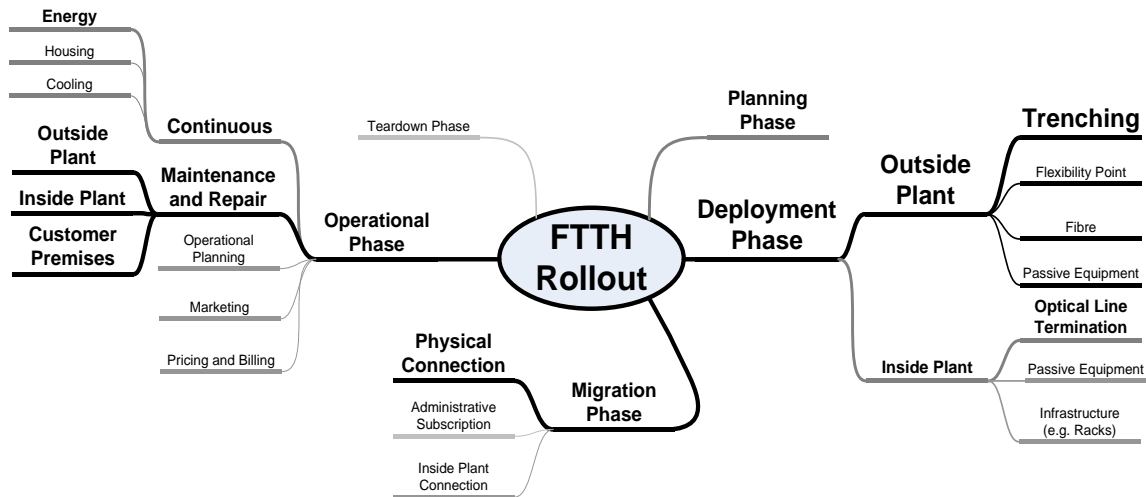 Energy
Housing
Cooling
Continuous
Outside
Plant
Inside Plant
Customer
Premises
Maintenance
and Repair
Operational
Planning
Marketing
Pricing and Billing
Operational
Phase
Teardown Phase
FTTH
Rollout
Planning
Phase
Deployment
Phase
Outside
Plant
Trenching
Flexibility Point
Fibre
Passive Equipment
Inside Plant
Optical Line
Termination
Passive Equipment
Infrastructure
(e.g. Racks)
Migration
Phase
Physical
Connection
Administrative
Subscription
Inside Plant
Connection